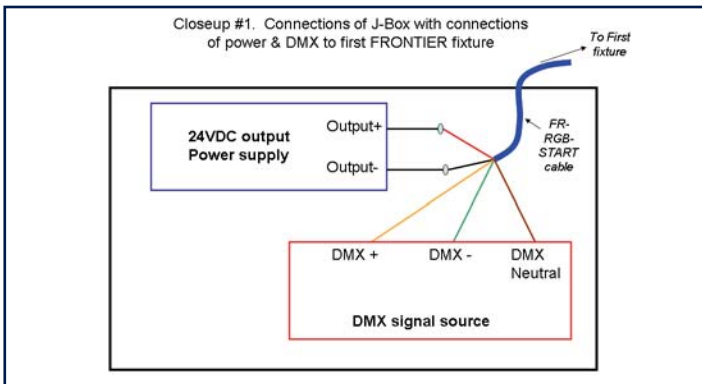 Closeup #1.  Connections of J-Box with connections
of power & DMX to first FRONTIER fixture
To First
fixture
24VDC output
Power supply
Output+
Output-
FR-
RGB-
START
cable
DMX +
DMX -
DMX
Neutral
DMX signal source